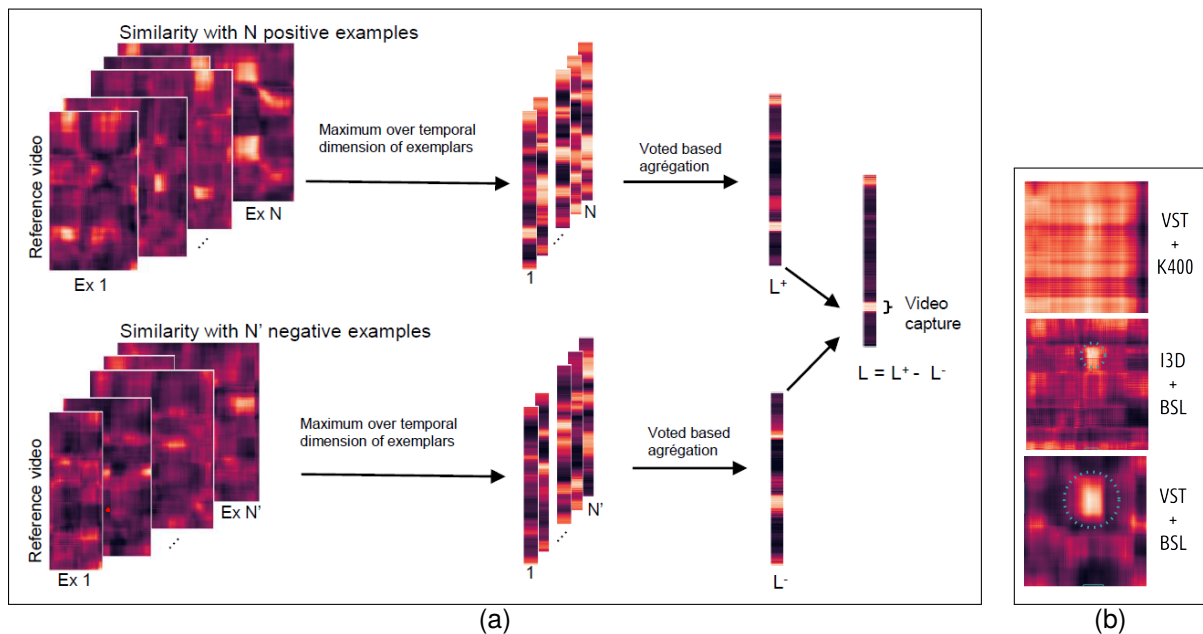 Similarity with N positive examples
Reference video
Ex 1
...
Ex N
Maximum over temporal
dimension of exemplars
1
...
N
Voted based
agrégation
L+
Similarity with N' negative examples
Reference video
Ex 1
...
Ex N'
Maximum over temporal
dimension of exemplars
1
...
N'
Voted based
agrégation
L-
} Video
capture
L = L+ - L-
(a)
VST
+
K400
I3D
+
BSL
VST
+
BSL
(b)